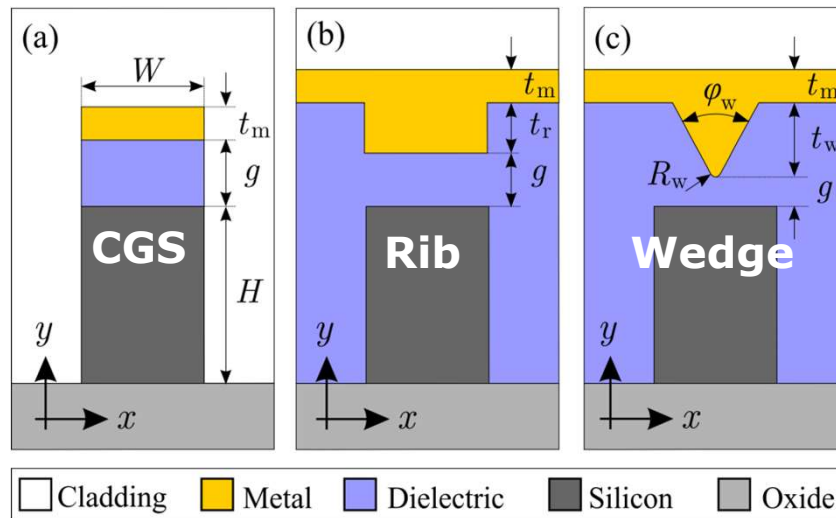 (a)
W
t_m
g
H
CGS
y
x
(b)
t_m
t_r
g
Rib
y
x
(c)
φ_w
t_m
t_w
R_w
g
Wedge
y
x
Cladding Metal Dielectric Silicon Oxide